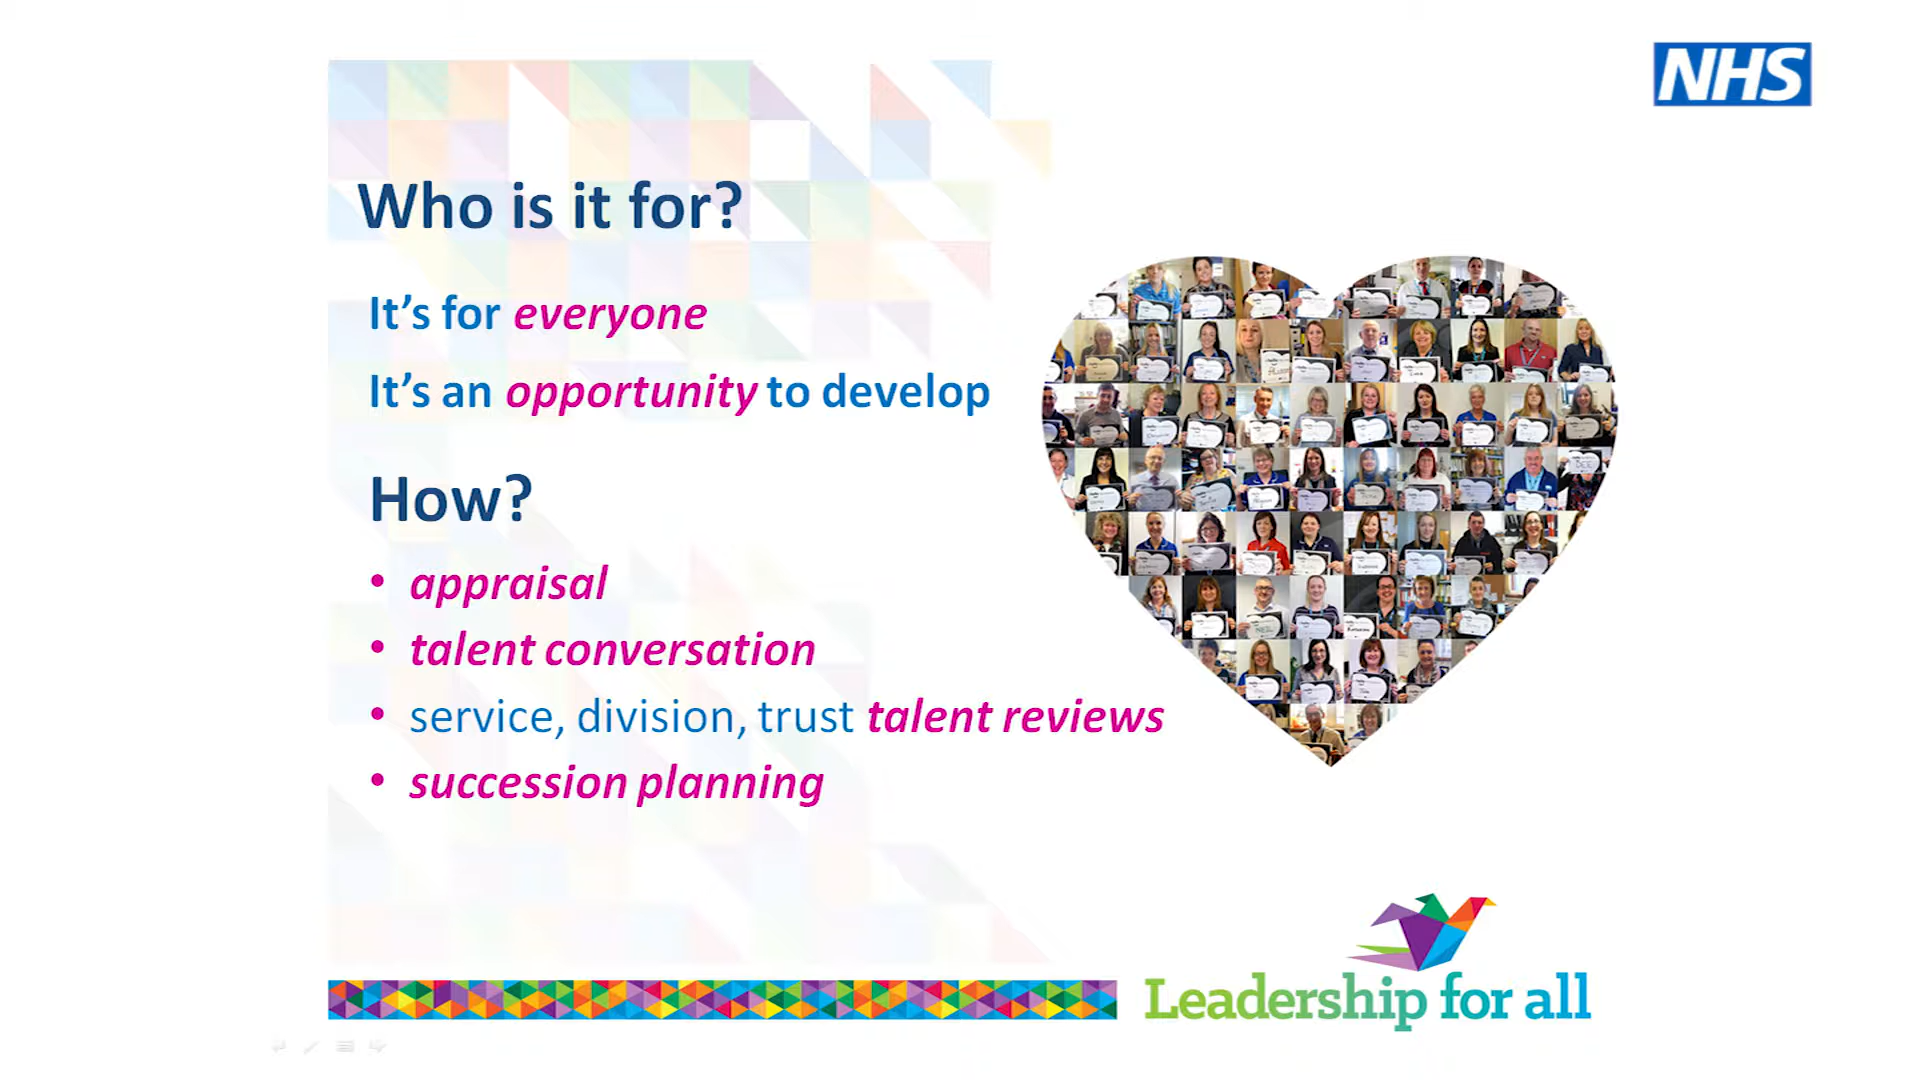 NHS
Who is it for?
It's for everyone
It's an opportunity to develop
How?
• appraisal
• talent conversation
• service, division, trust talent reviews
• succession planning
Leadership for all